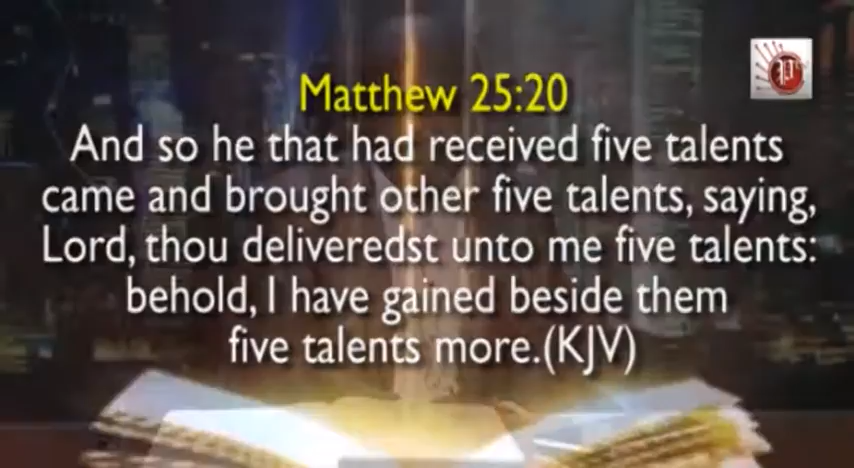 Matthew 25:20
And so he that had received five talents
came and brought other five talents, saying,
Lord, thou deliveredst unto me five talents:
behold, I have gained beside them
five talents more.(KJV)
P